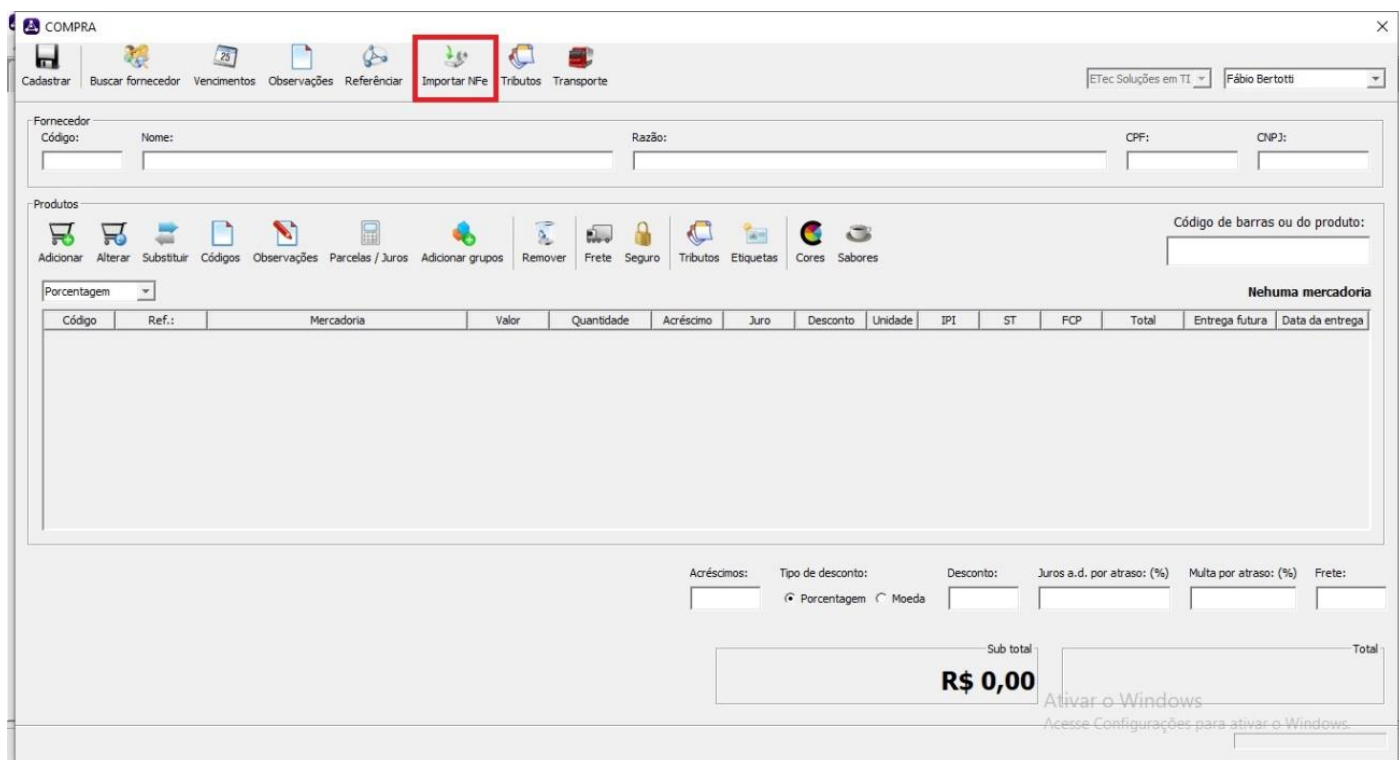 COMPRA
Cadastrar Buscar fornecedor Vencimentos Observações Referênciar Importar NFe Tributos Transporte
ETec Soluções em TI Fábio Bertotti
Fornecedor
Código: Nome: Razão: CPF: CNPJ:
Produtos
Código de barras ou do produto:
Adicionar Alterar Substituir Códigos Observações Parcelas / Juros Adicionar grupos Remover Frete Seguro Tributos Etiquetas Cores Sabores
Porcentagem Nehuma mercadoria
Código Ref.: Mercadoria Valor Quantidade Acréscimo Juro Desconto Unidade IPI ST FCP Total Entrega futura Data da entrega
Acréscimos: Tipo de desconto: Desconto: Juros a.d. por atraso: (%) Multa por atraso: (%) Frete:
Porcentagem Moeda
Sub total Total
R$ 0,00
Ativar o Windows
Acesse Configurações para ativar o Windows.